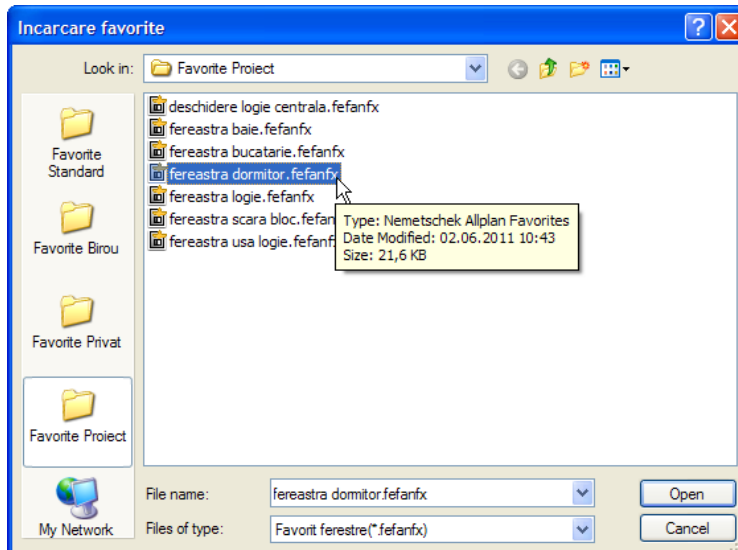 Incarcare favorite
Look in:
Favorite Proiect
Favorite Standard
Favorite Birou
Favorite Privat
Favorite Proiect
My Network
deschidere logie centrala.fefanfx
fereastra baie.fefanfx
fereastra bucatarie.fefanfx
fereastra dormitor.fefanfx
fereastra logie.fefanfx
fereastra scara bloc.fefan
fereastra usa logie.fefanf
Type: Nemetschek Allplan Favorites
Date Modified: 02.06.2011 10:43
Size: 21,6 KB
File name:
fereastra dormitor.fefanfx
Open
Files of type:
Favorit ferestre(*.fefanfx)
Cancel